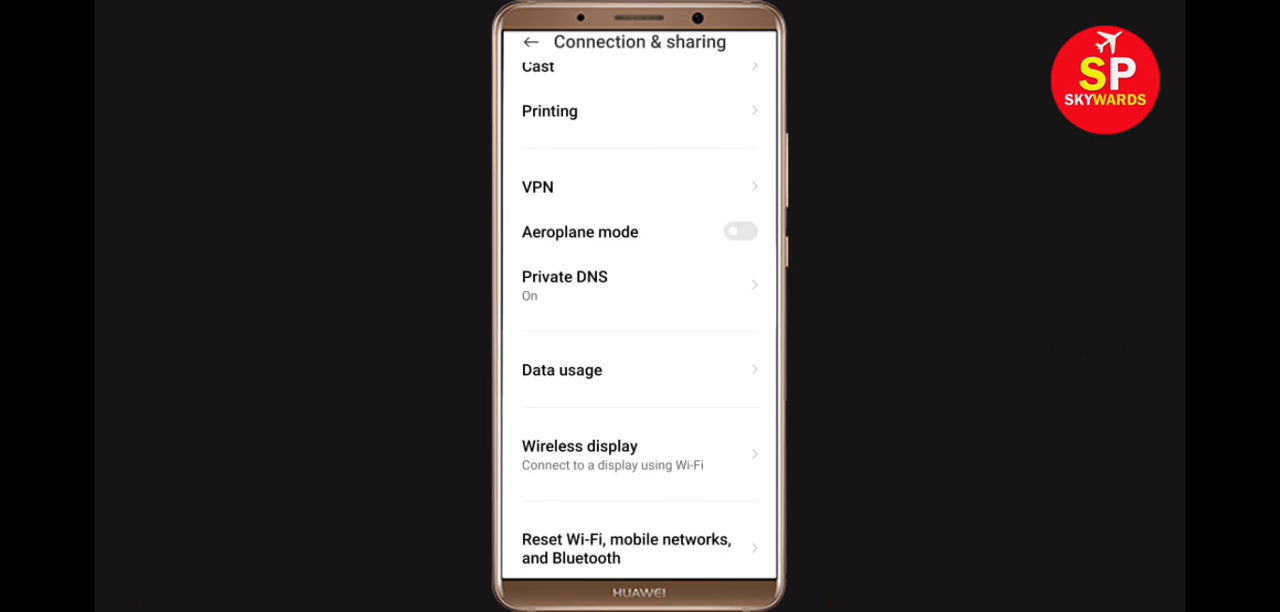 Connection & sharing
Cast
Printing
VPN
Aeroplane mode
Private DNS
On
Data usage
Wireless display
Connect to a display using Wi-Fi
Reset Wi-Fi, mobile networks,
and Bluetooth
HUAWEI
SP
SKYWARDS